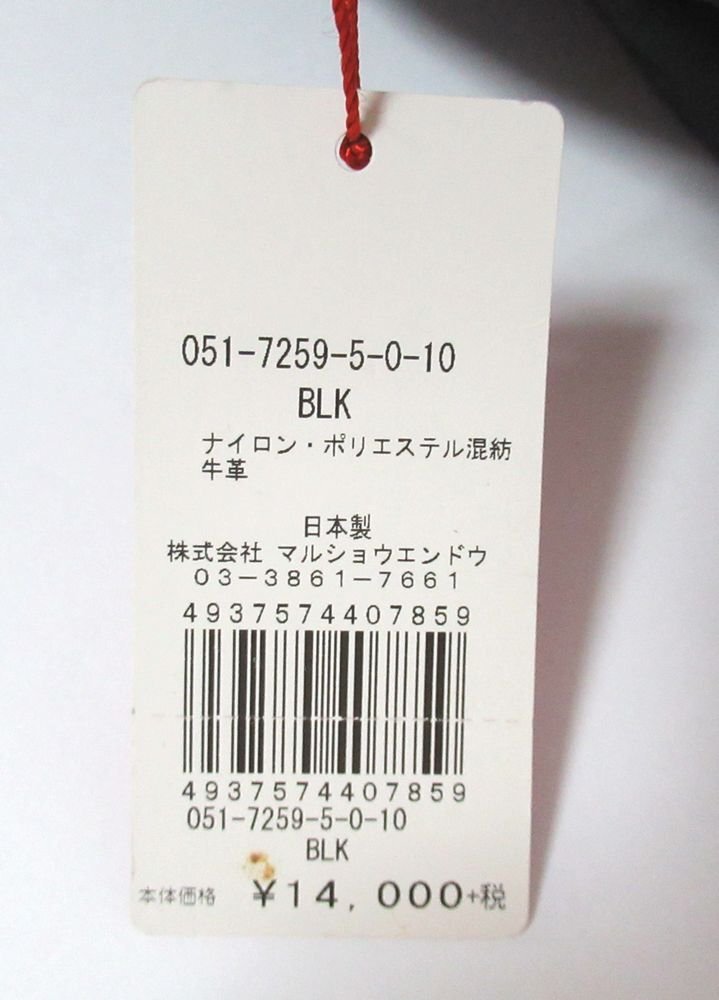 051-7259-5-0-10
BLK
ナイロン・ポリエステル混紡
牛革
日本製
株式会社 マルショウエンドウ
03-3861-7661
4937574407859
4937574407859
051-7259-5-0-10
BLK
本体価格 ¥14,000+税